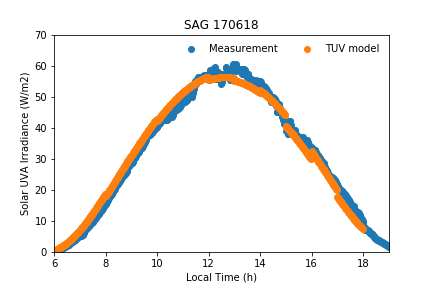 SAG 170618
Measurement
TUV model
70
60
50
40
30
20
10
0
Solar UVA Irradiance (W/m2)
6 8 10 12 14 16 18
Local Time (h)